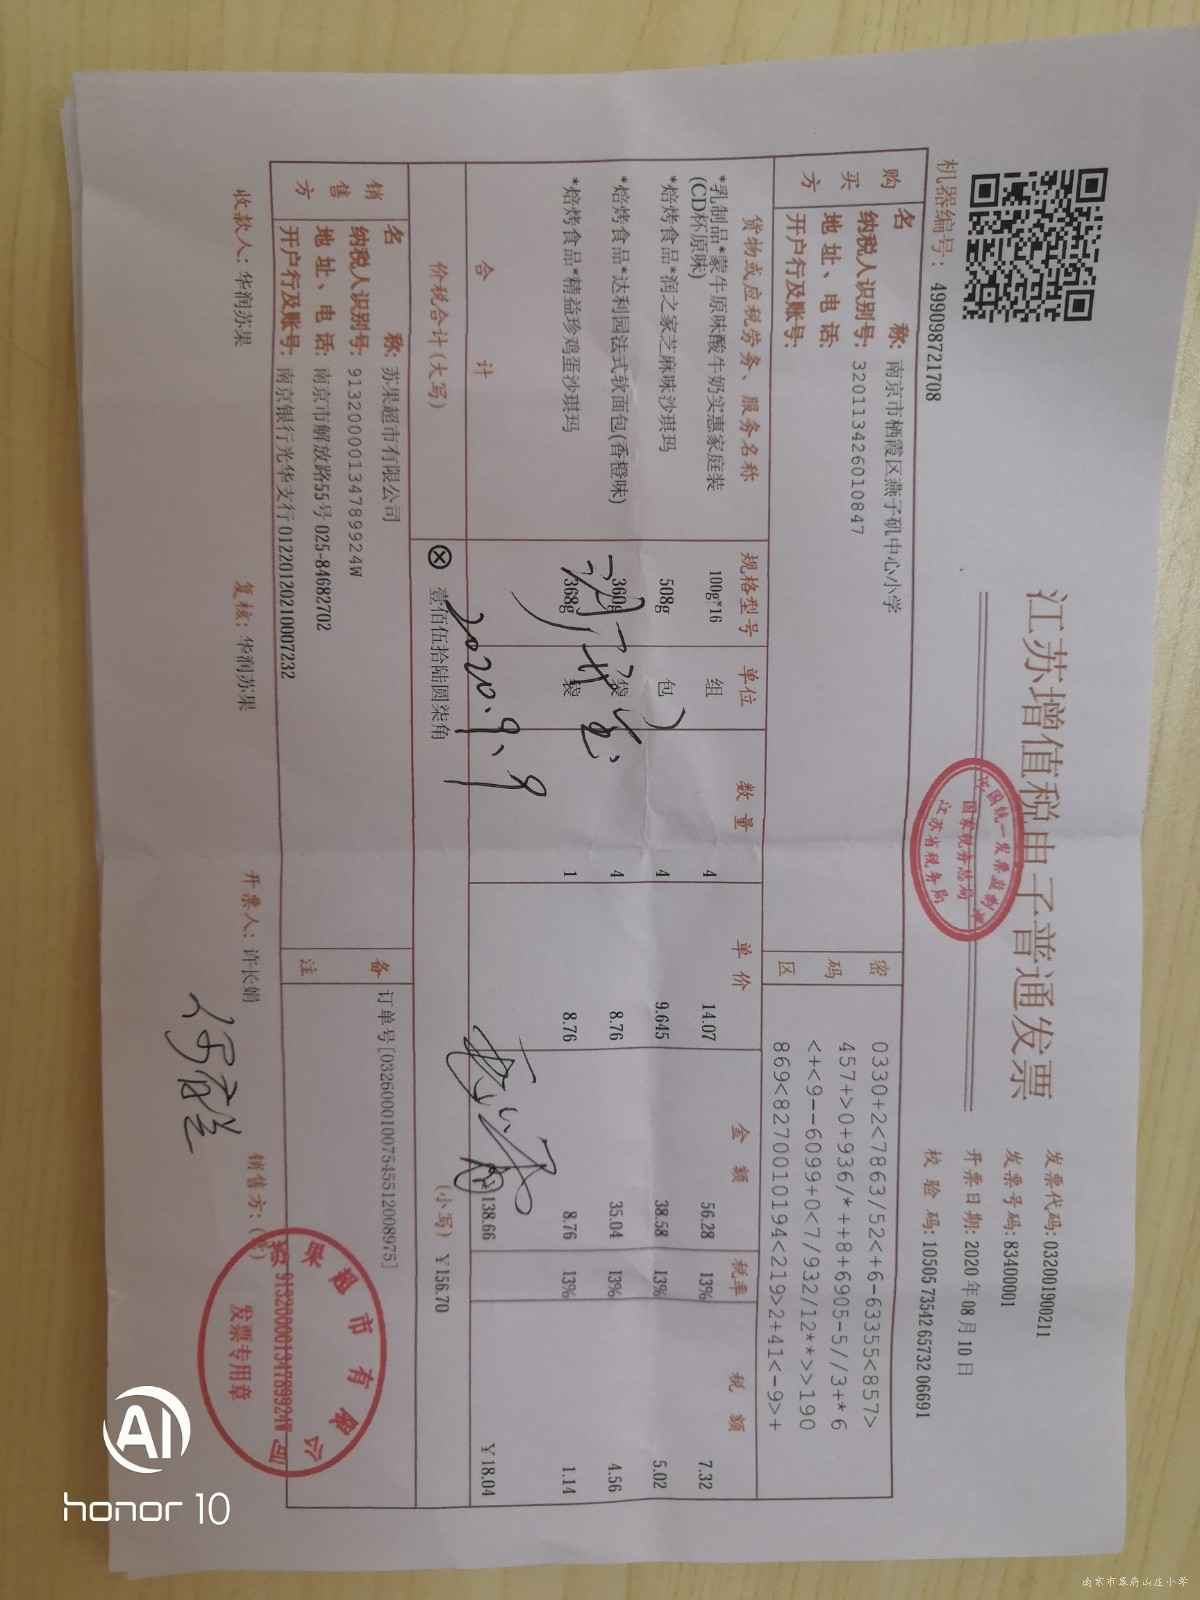 江苏增值税电子普通发票
全国统一发票监制章
国家税务总局
江苏省税务局
发票代码: 032001900211
发票号码: 83400001
开票日期: 2020 年 08 月 10 日
校 验 码: 10505 73542 65732 06691
机器编号: 499098721708
购买方
名 称: 南京市栖霞区燕子矶中心小学
纳税人识别号: 320113426010847
地 址、电 话:
开户行及账号:
密码区
0330+2<7863/52<+6-63355<857>
457+>0+936/*++8+6905-5//3+*6
<+<9--6099+0<7/932/12**>>190
869<8270010194<219>2+41<-9>+
货物或应税劳务、服务名称 规格型号 单位 数 量 单 价 金 额 税率 税 额
*乳制品*蒙牛原味酸牛奶实惠家庭装(CD杯原味) 100g*16 组 4 14.07 56.28 13% 7.32
*焙烤食品*润之家芝麻味沙琪玛 508g 包 4 9.645 38.58 13% 5.02
*焙烤食品*达利园法式软面包(香橙味) 360g 袋 4 8.76 35.04 13% 4.56
*焙烤食品*精益珍鸡蛋沙琪玛 368g 袋 1 8.76 8.76 13% 1.14
合 计 ¥138.66 ¥18.04
2020.9.9
价税合计(大写) ⊗ 壹佰伍拾陆圆柒角 (小写) ¥156.70
销售方
名 称: 苏果超市有限公司
纳税人识别号: 91320000134789924W
地 址、电 话: 南京市解放路55号 025-84682702
开户行及账号: 南京银行光华支行 01220120210007232
备注
订单号[03260001007545512008975]
收款人: 华润苏果 复核: 华润苏果 开票人: 许长娟 销售方: (章)
苏果超市有限公司
91320000134789924W
发票专用章
AI
honor 10
南京市幕府山庄小学